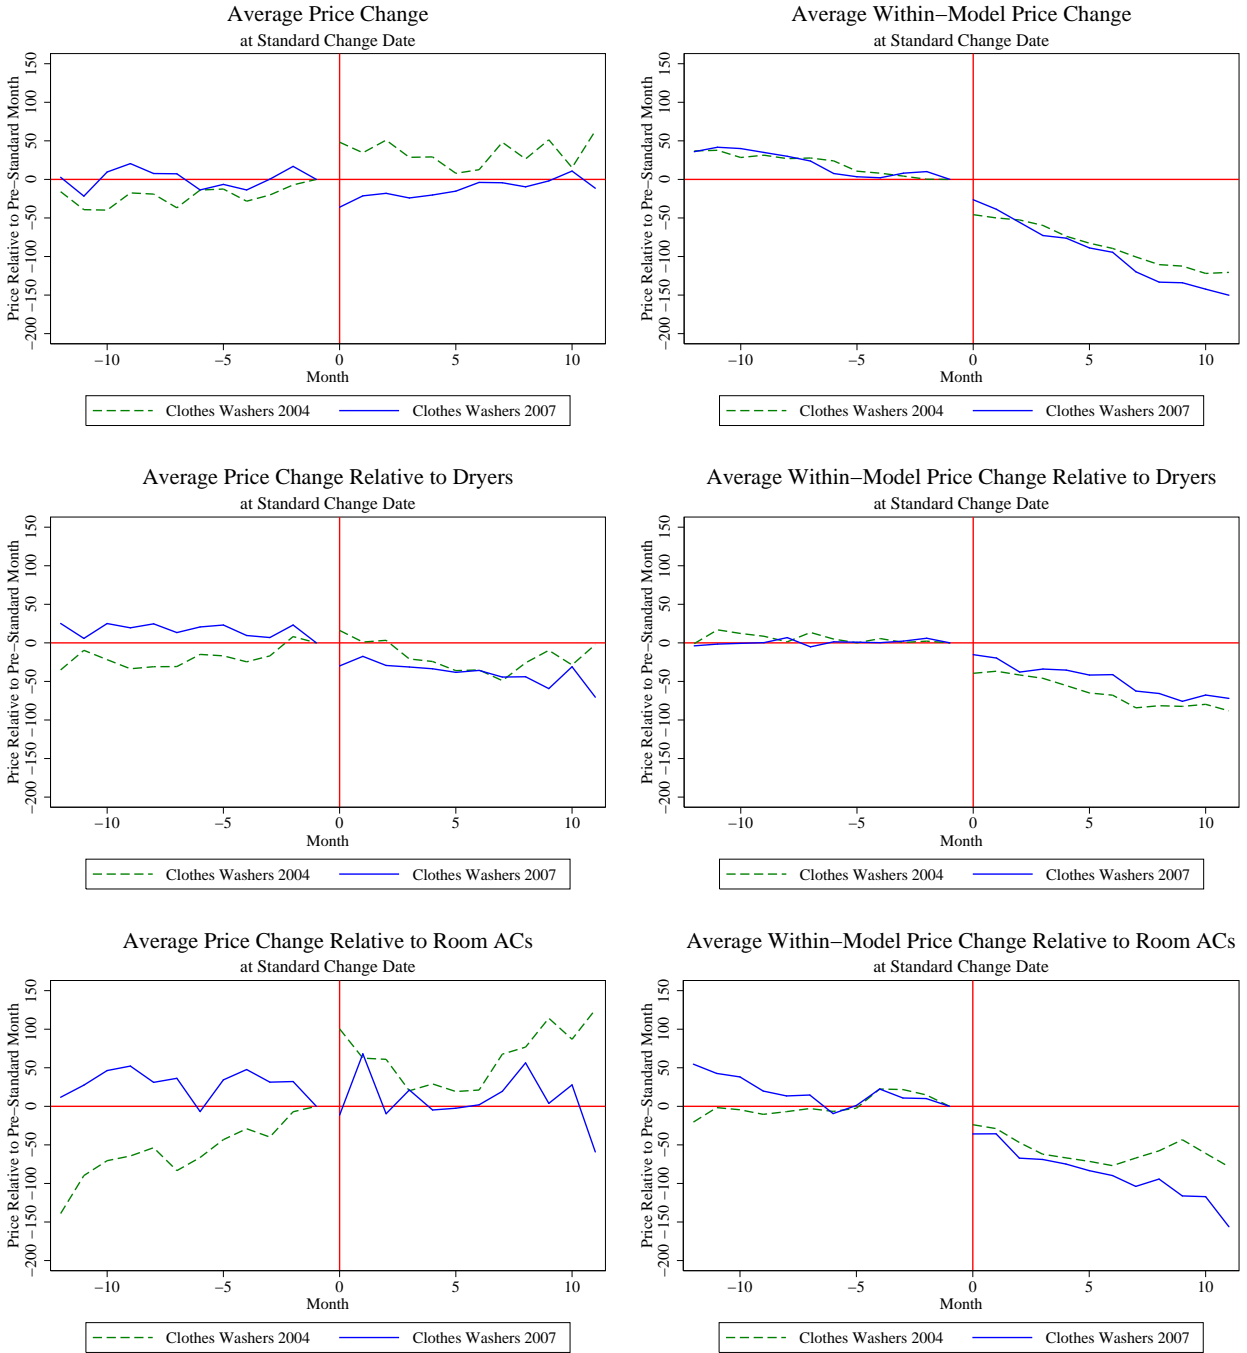 Average Price Change
at Standard Change Date
Price Relative to Pre−Standard Month
150
100
50
0
−50
−100
−150
−200
−10
−5
0
5
10
Month
Clothes Washers 2004
Clothes Washers 2007
Average Within−Model Price Change
at Standard Change Date
Price Relative to Pre−Standard Month
150
100
50
0
−50
−100
−150
−200
−10
−5
0
5
10
Month
Clothes Washers 2004
Clothes Washers 2007
Average Price Change Relative to Dryers
at Standard Change Date
Price Relative to Pre−Standard Month
150
100
50
0
−50
−100
−150
−200
−10
−5
0
5
10
Month
Clothes Washers 2004
Clothes Washers 2007
Average Within−Model Price Change Relative to Dryers
at Standard Change Date
Price Relative to Pre−Standard Month
150
100
50
0
−50
−100
−150
−200
−10
−5
0
5
10
Month
Clothes Washers 2004
Clothes Washers 2007
Average Price Change Relative to Room ACs
at Standard Change Date
Price Relative to Pre−Standard Month
150
100
50
0
−50
−100
−150
−200
−10
−5
0
5
10
Month
Clothes Washers 2004
Clothes Washers 2007
Average Within−Model Price Change Relative to Room ACs
at Standard Change Date
Price Relative to Pre−Standard Month
150
100
50
0
−50
−100
−150
−200
−10
−5
0
5
10
Month
Clothes Washers 2004
Clothes Washers 2007